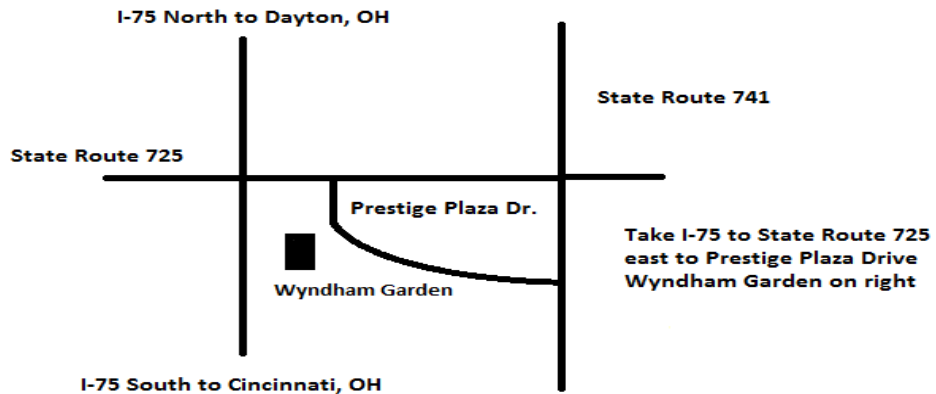 I-75 North to Dayton, OH
State Route 741
State Route 725
Prestige Plaza Dr.
Take I-75 to State Route 725
east to Prestige Plaza Drive
Wyndham Garden on right
Wyndham Garden
I-75 South to Cincinnati, OH